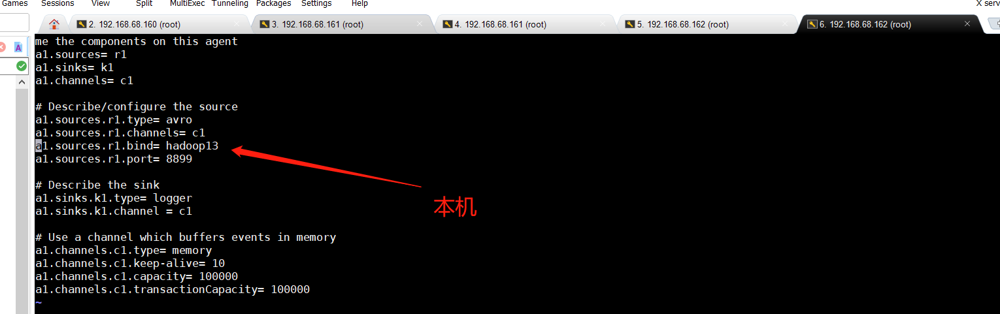 Games Sessions View Split MultiExec Tunneling Packages Settings Help X serv
2. 192.168.68.160 (root) 3. 192.168.68.161 (root) 4. 192.168.68.161 (root) 5. 192.168.68.162 (root) 6. 192.168.68.162 (root)
A
me the components on this agent
a1.sources= r1
a1.sinks= k1
a1.channels= c1
# Describe/configure the source
a1.sources.r1.type= avro
a1.sources.r1.channels= c1
a1.sources.r1.bind= hadoop13
a1.sources.r1.port= 8899
# Describe the sink
a1.sinks.k1.type= logger
本机
a1.sinks.k1.channel = c1
# Use a channel which buffers events in memory
a1.channels.c1.type= memory
a1.channels.c1.keep-alive= 10
a1.channels.c1.capacity= 100000
a1.channels.c1.transactionCapacity= 100000
~